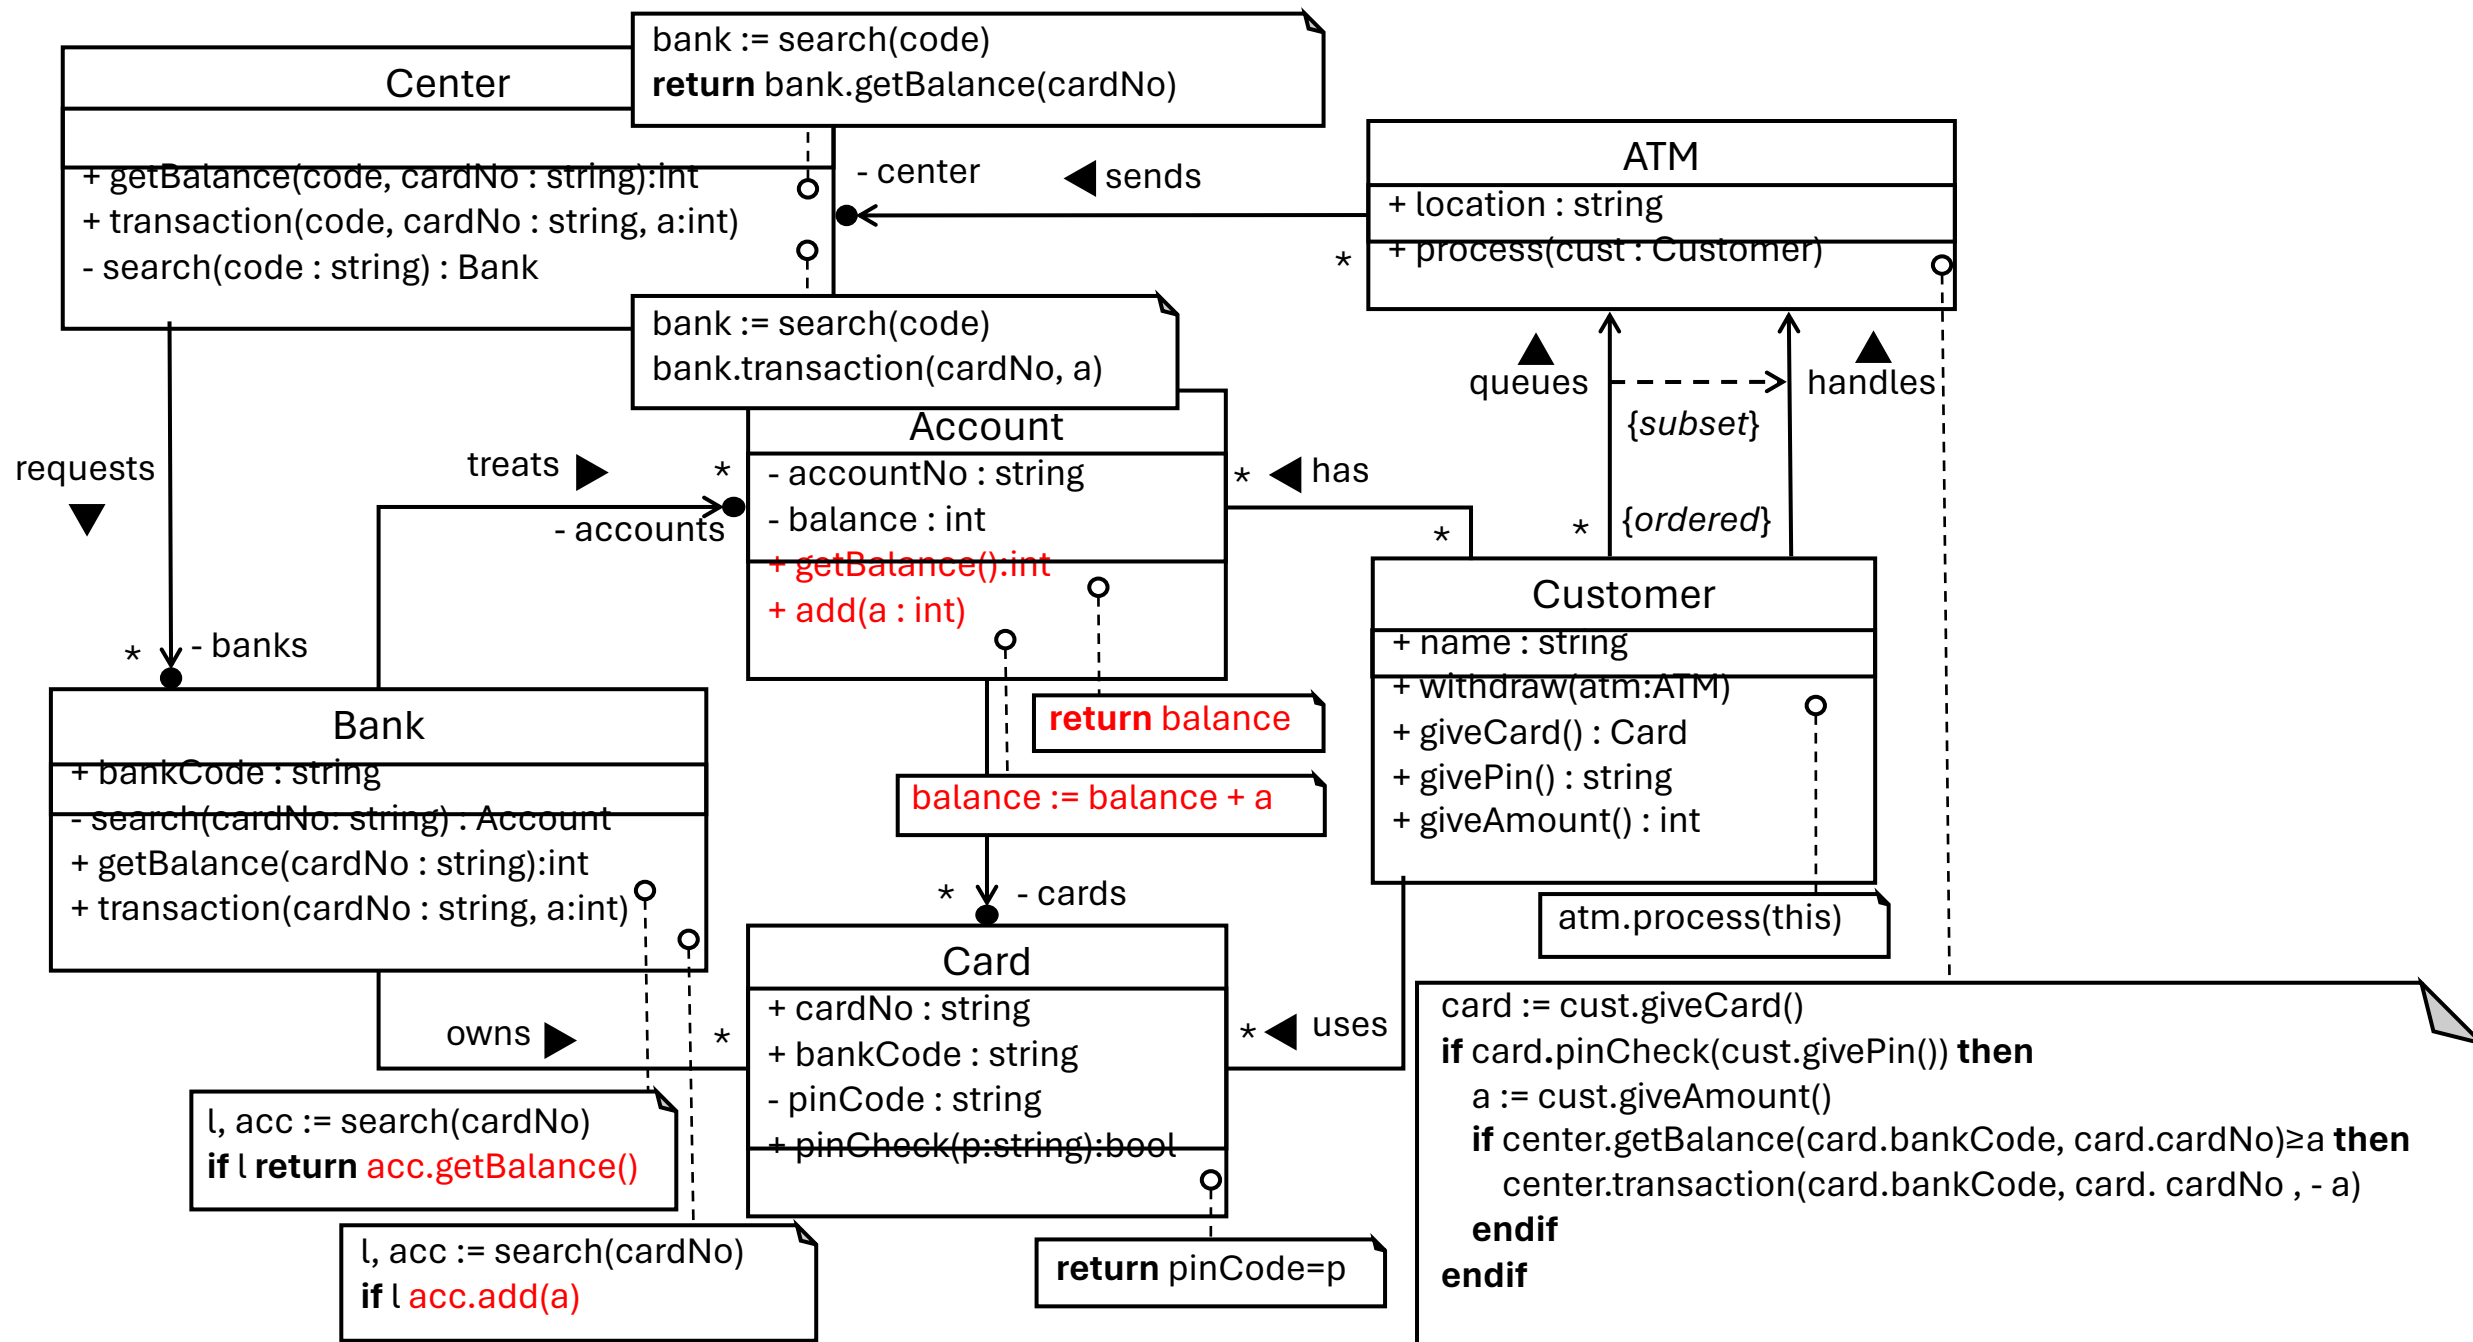 bank := search(code)
return bank.getBalance(cardNo)
Center
+ getBalance(code, cardNo : string):int
+ transaction(code, cardNo : string, a:int)
- search(code : string) : Bank
- center
sends
*
ATM
+ location : string
+ process(cust : Customer)
bank := search(code)
bank.transaction(cardNo, a)
queues
handles
{subset}
{ordered}
*
requests
treats
*
- accounts
Account
- accountNo : string
- balance : int
+ getBalance():int
+ add(a : int)
*
has
*
Customer
+ name : string
+ withdraw(atm:ATM)
+ giveCard() : Card
+ givePin() : string
+ giveAmount() : int
*
- banks
return balance
balance := balance + a
Bank
+ bankCode : string
- search(cardNo: string) : Account
+ getBalance(cardNo : string):int
+ transaction(cardNo : string, a:int)
*
- cards
atm.process(this)
Card
+ cardNo : string
+ bankCode : string
- pinCode : string
+ pinCheck(p:string):bool
owns
*
*
uses
card := cust.giveCard()
if card.pinCheck(cust.givePin()) then
a := cust.giveAmount()
if center.getBalance(card.bankCode, card.cardNo)≥a then
center.transaction(card.bankCode, card. cardNo , - a)
endif
endif
l, acc := search(cardNo)
if l return acc.getBalance()
l, acc := search(cardNo)
if l acc.add(a)
return pinCode=p